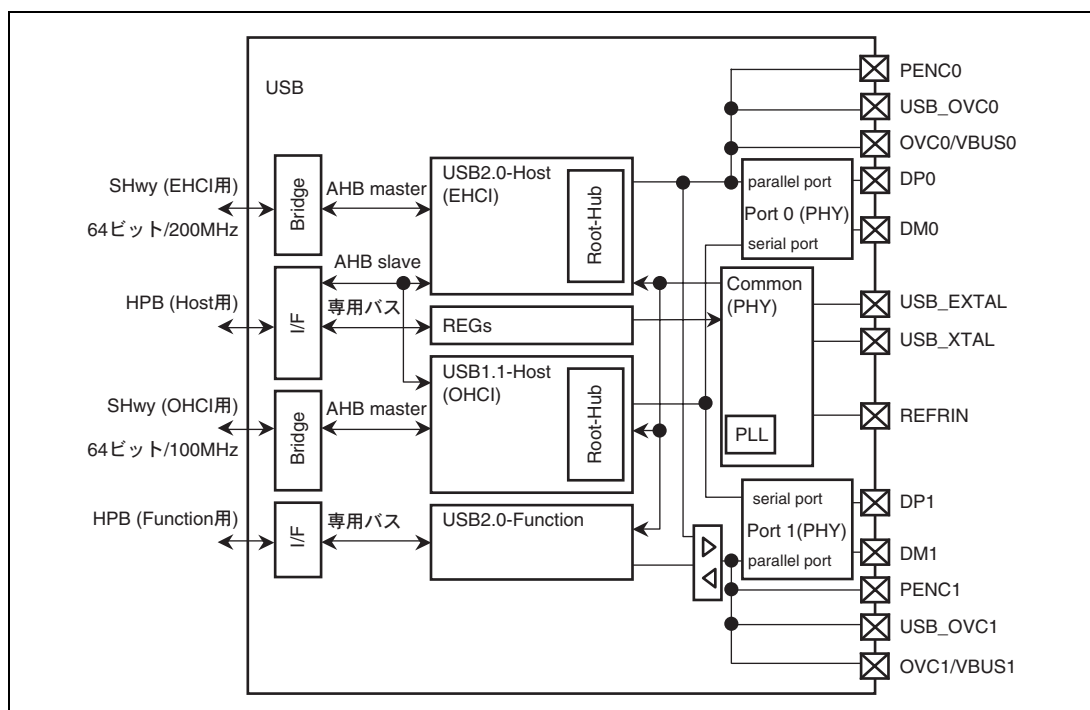 USB
PENC0
USB_OVC0
OVC0/VBUS0
DP0
DM0
USB_EXTAL
USB_XTAL
REFRIN
DP1
DM1
PENC1
USB_OVC1
OVC1/VBUS1
SHwy (EHCI用)
64ビット/200MHz
Bridge
AHB master
USB2.0-Host
(EHCI)
Root-Hub
parallel port
Port 0 (PHY)
serial port
HPB (Host用)
I/F
AHB slave
専用バス
REGs
Common
(PHY)
PLL
SHwy (OHCI用)
64ビット/100MHz
Bridge
AHB master
USB1.1-Host
(OHCI)
Root-Hub
HPB (Function用)
I/F
専用バス
USB2.0-Function
serial port
Port 1(PHY)
parallel port